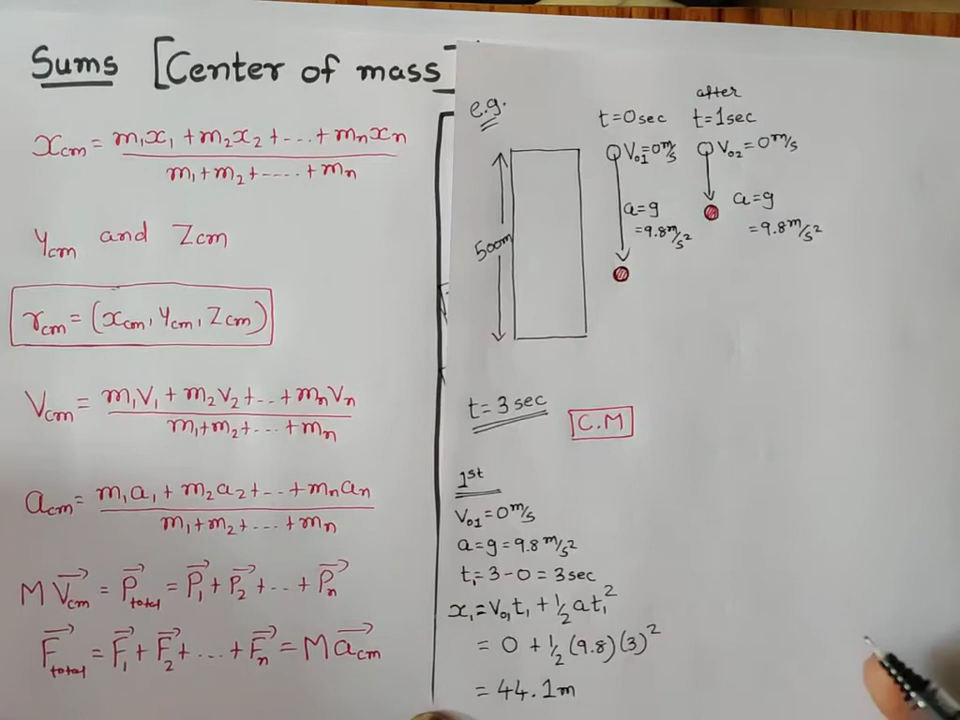 Sums [Center of mass]
xcm = m₁x₁ + m₂x₂ + ... + mₙxₙ / m₁+m₂+.....+mₙ
Ycm and Zcm
rcm = (xcm, Ycm, Zcm)
Vcm = m₁V₁ + m₂V₂ + .. + mₙVₙ / m₁+m₂+...+mₙ
acm = m₁a₁ + m₂a₂ + ... + mₙaₙ / m₁+m₂+...+mₙ
MVcm = Ptotal = P₁ + P₂ + ... + Pₙ
Ftotal = F₁ + F₂ + ... + Fₙ = Macm
e.g.
after
t=0sec t=1sec
V₀₁=0m/s V₀₂=0m/s
a=g a=g
=9.8m/s² =9.8m/s²
500m
t=3sec C.M
1st
V₀₁=0m/s
a=g=9.8m/s²
t₁=3-0=3sec
x₁=V₀₁t₁+½at₁²
=0+½(9.8)(3)²
=44.1m